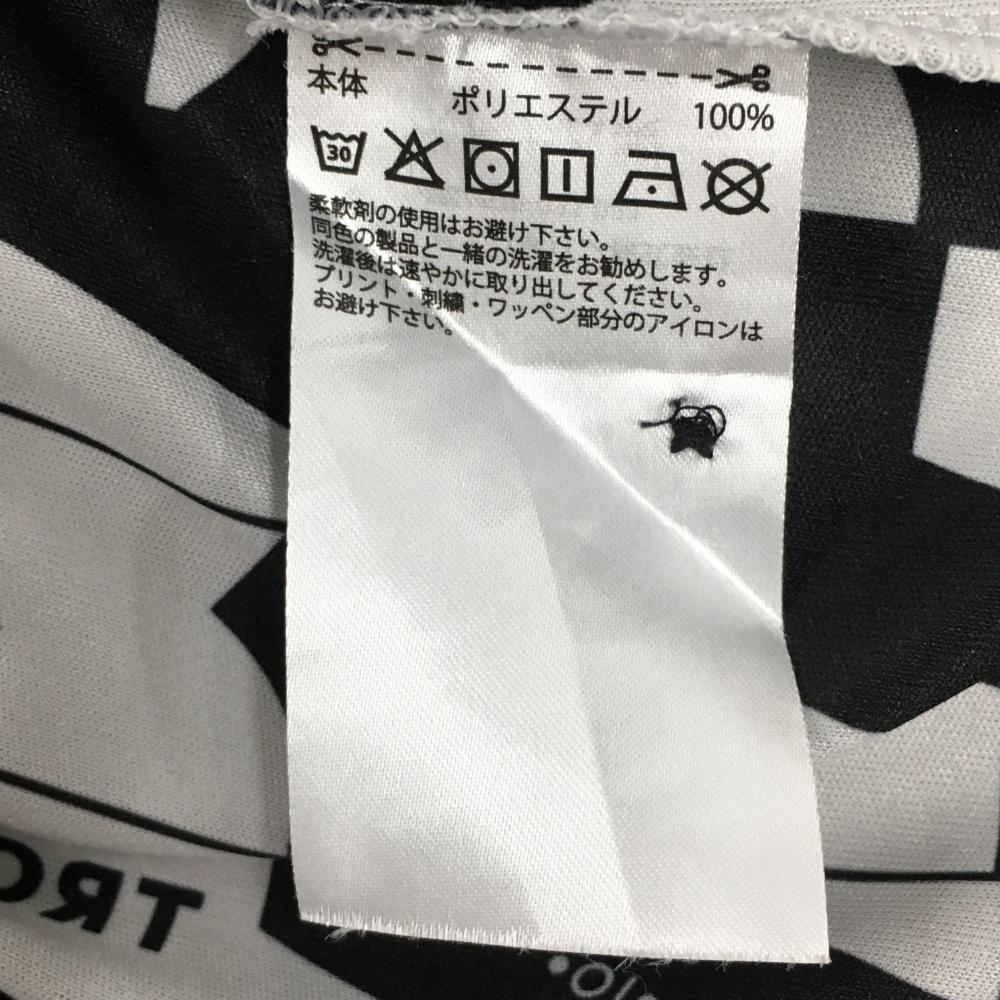 本体
ポリエステル 100%
30
柔軟剤の使用はお避け下さい。
同色の製品と一緒の洗濯をお勧めします。
洗濯後は速やかに取り出してください。
プリント・刺繍・ワッペン部分のアイロンは
お避け下さい。
TRO